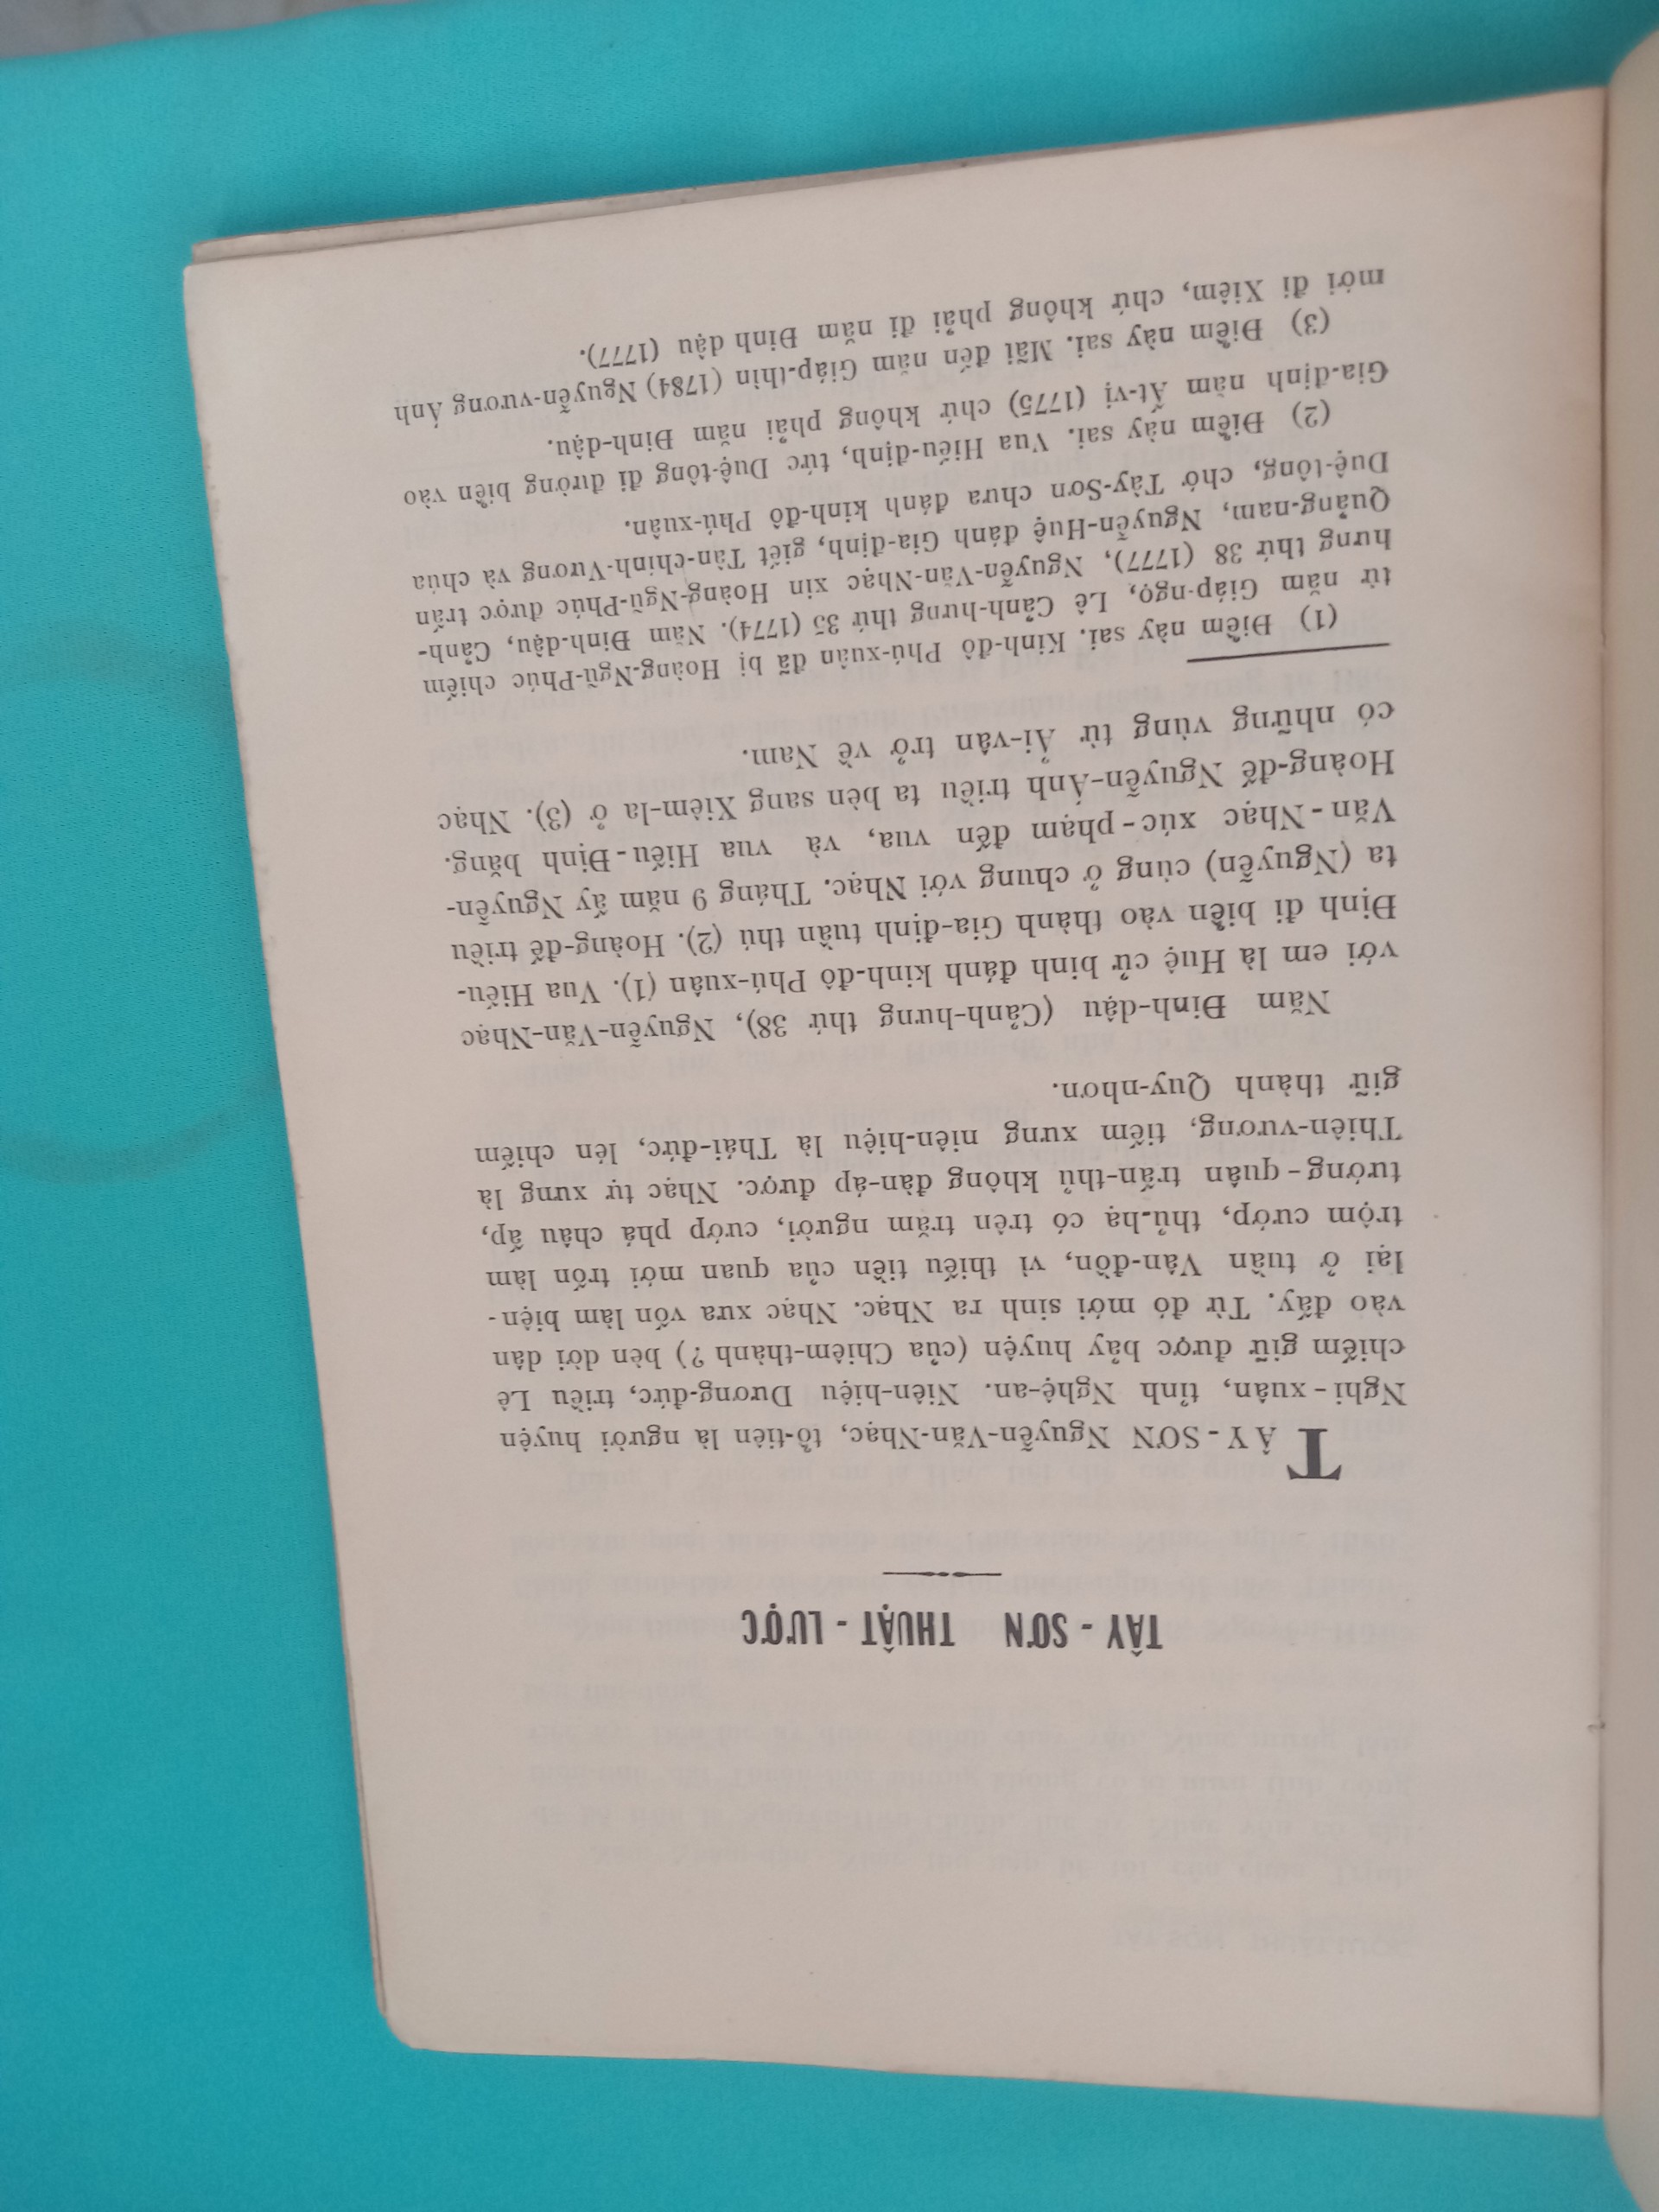 TÂY - SƠN THUẬT - LƯỢC
TÂY - SƠN Nguyễn-Văn-Nhạc, tổ-tiên là người huyện
Nghi - xuân, tỉnh Nghệ-an. Niên-hiệu Dương-đức, triều Lê
chiếm giữ được bảy huyện (của Chiêm-thành ?) bèn dời dân
vào đấy. Từ đó mới sinh ra Nhạc. Nhạc xưa vốn làm biện-
lại ở tuần Vân-đồn, vì thiếu tiền của quan mới trốn làm
trộm cướp, thủ-hạ có trên trăm người, cướp phá châu ấp,
tướng - quân trấn-thủ không đàn-áp được. Nhạc tự xưng là
Thiên-vương, tiếm xưng niên-hiệu là Thái-đức, lén chiếm
giữ thành Quy-nhơn.
Năm Đinh-dậu (Cảnh-hưng thứ 38), Nguyễn-Văn-Nhạc
với em là Huệ cử binh đánh kinh-đô Phú-xuân (1). Vua Hiếu-
Định đi biển vào thành Gia-định tuần thú (2). Hoàng-đế triều
ta (Nguyễn) cùng ở chung với Nhạc. Tháng 9 năm ấy Nguyễn-
Văn - Nhạc xúc - phạm đến vua, và vua Hiếu - Định băng.
Hoàng-đế Nguyễn-Ánh triều ta bèn sang Xiêm-la ở (3). Nhạc
có những vùng từ Ải-vân trở về Nam.
(1) Điểm này sai. Kinh-đô Phú-xuân đã bị Hoàng-Ngũ-Phúc chiếm
từ năm Giáp-ngọ, Lê Cảnh-hưng thứ 35 (1774). Năm Đinh-dậu, Cảnh-
hưng thứ 38 (1777), Nguyễn-Văn-Nhạc xin Hoàng-Ngũ-Phúc được trấn
Quảng-nam, Nguyễn-Huệ đánh Gia-định, giết Tân-chính-Vương và chúa
Duệ-tông, chớ Tây-Sơn chưa đánh kinh-đô Phú-xuân.
(2) Điểm này sai. Vua Hiếu-định, tức Duệ-tông đi đường biển vào
Gia-định năm Ất-vị (1775) chứ không phải năm Đinh-dậu.
(3) Điểm này sai. Mãi đến năm Giáp-thìn (1784) Nguyễn-vương Ánh
mới đi Xiêm, chứ không phải đi năm Đinh dậu (1777).